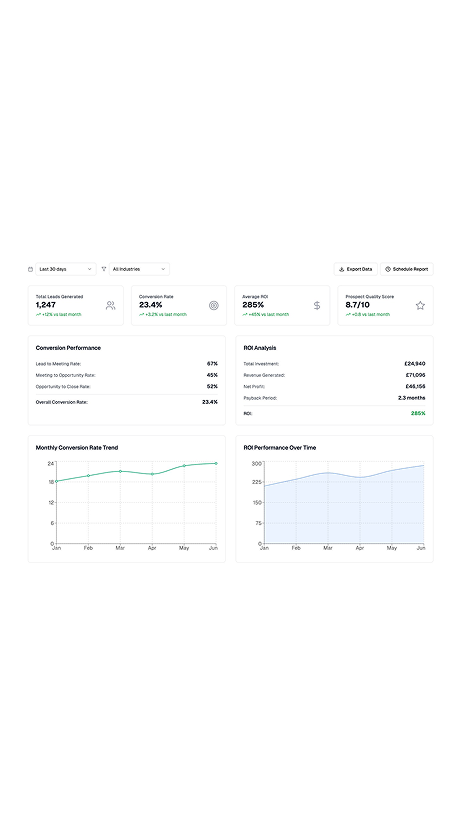 Last 30 days
All Industries
Export Data
Schedule Report
Total Leads Generated
1,247
+12% vs last month
Conversion Rate
23.4%
+3.2% vs last month
Average ROI
285%
+45% vs last month
Prospect Quality Score
8.7/10
+0.6 vs last month
Conversion Performance
Lead to Meeting Rate: 67%
Meeting to Opportunity Rate: 45%
Opportunity to Close Rate: 52%
Overall Conversion Rate: 23.4%
ROI Analysis
Total Investment: £24,940
Revenue Generated: £71,096
Net Profit: £46,156
Payback Period: 2.3 months
ROI: 285%
Monthly Conversion Rate Trend
24
18
12
6
0
Jan Feb Mar Apr May Jun
ROI Performance Over Time
300
225
150
75
0
Jan Feb Mar Apr May Jun